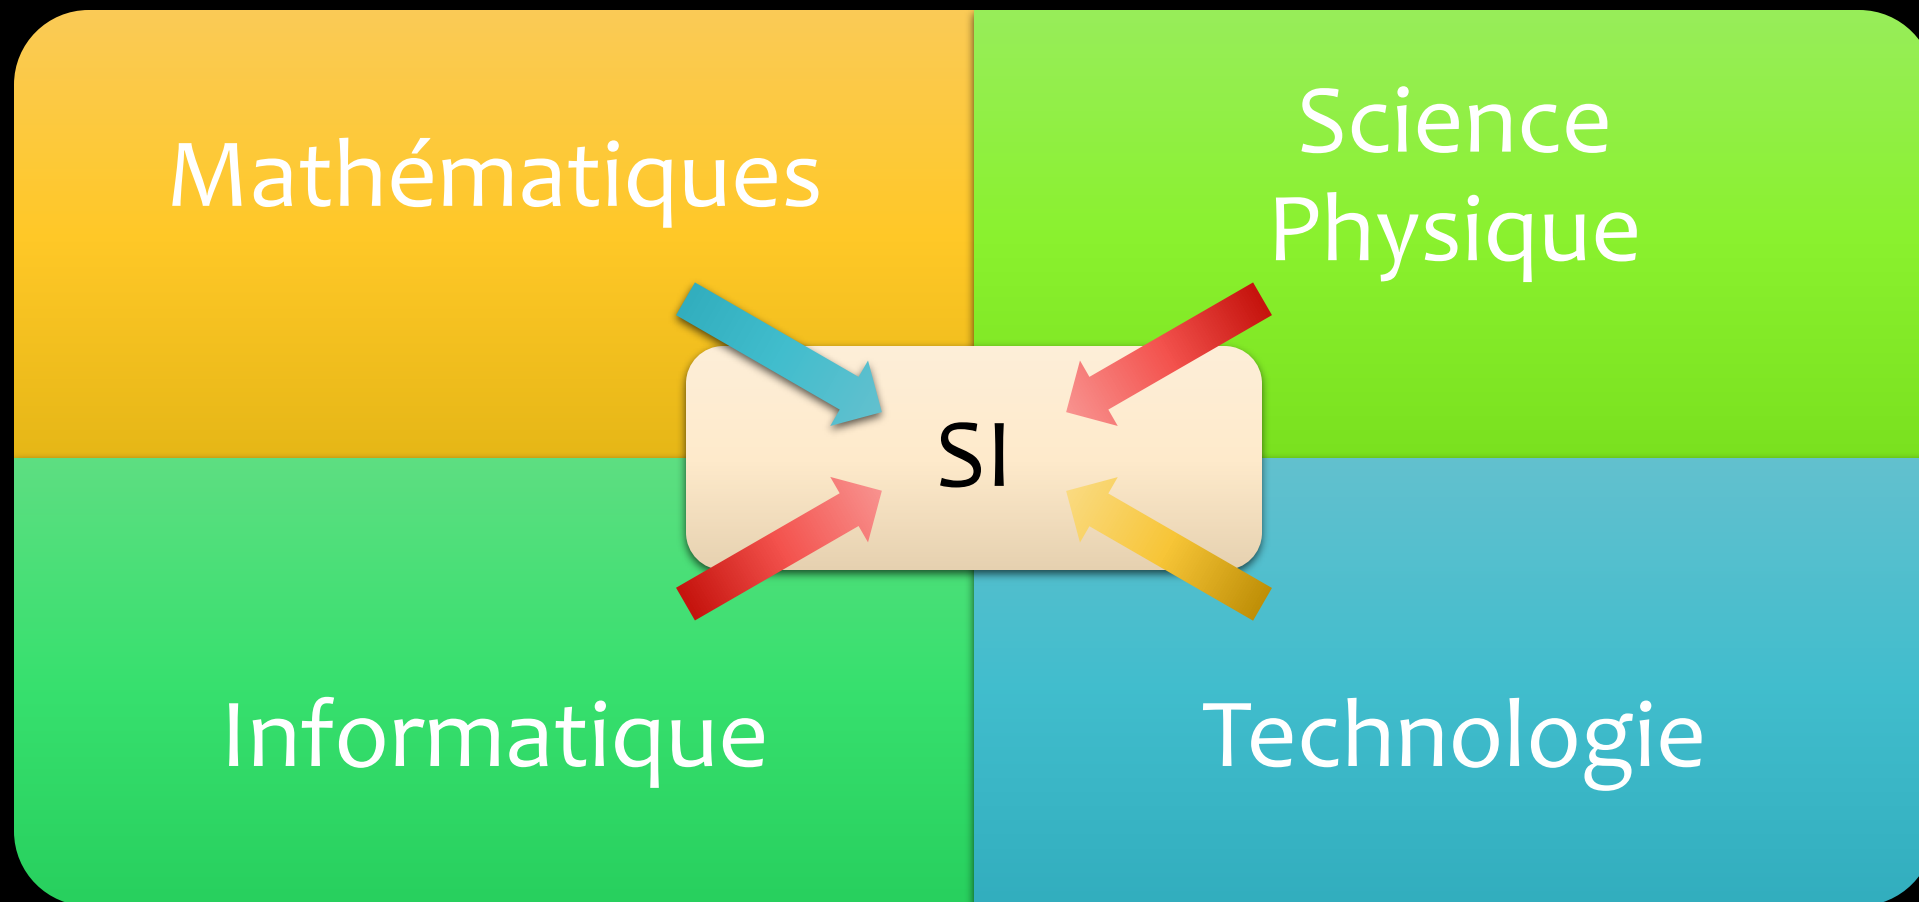 Mathématiques
Science
Physique
SI
Informatique
Technologie